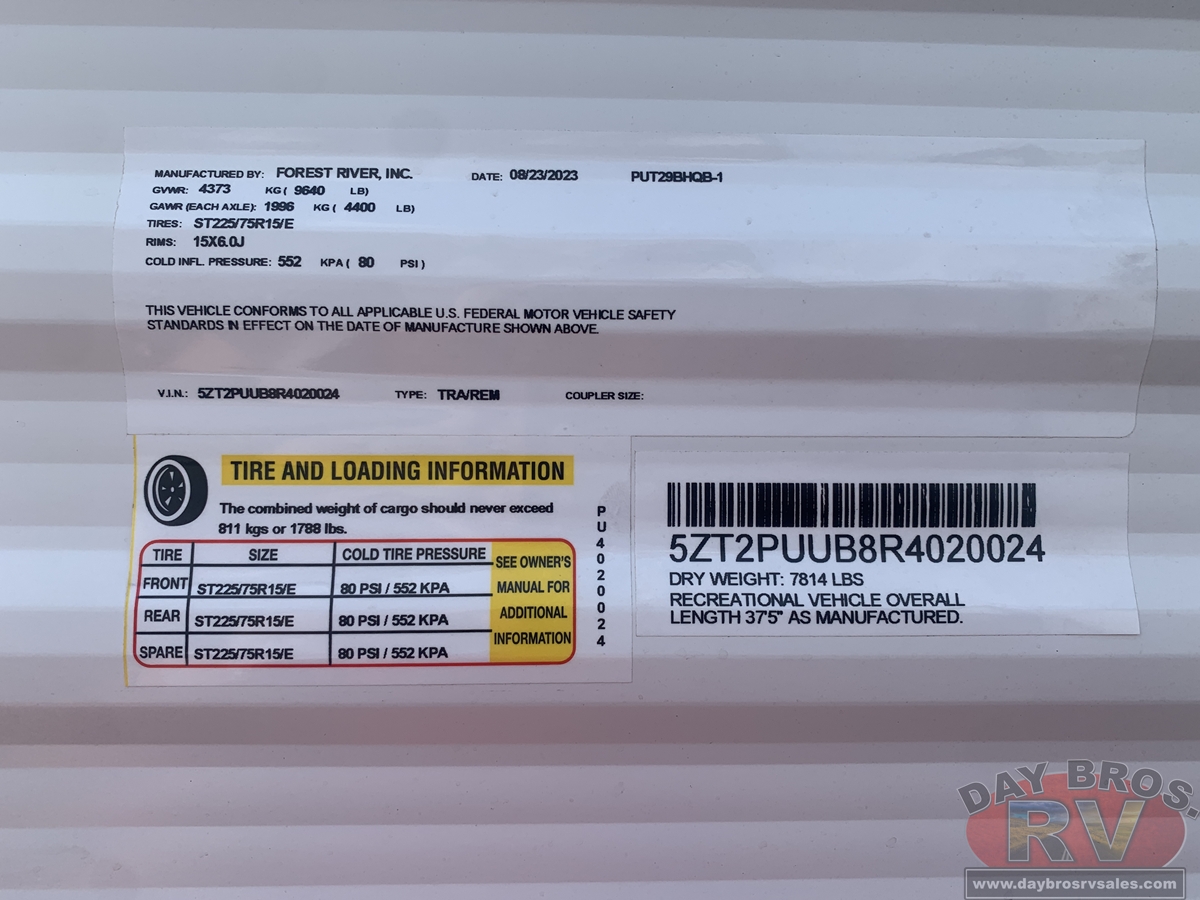 MANUFACTURED BY: FOREST RIVER, INC. DATE: 08/23/2023 PUT29BHQB-1
GVWR: 4373 KG ( 9640 LB)
GAWR (EACH AXLE): 1996 KG ( 4400 LB)
TIRES: ST225/75R15/E
RIMS: 15X6.0J
COLD INFL. PRESSURE: 552 KPA ( 80 PSI )
THIS VEHICLE CONFORMS TO ALL APPLICABLE U.S. FEDERAL MOTOR VEHICLE SAFETY
STANDARDS IN EFFECT ON THE DATE OF MANUFACTURE SHOWN ABOVE.
V.I.N.: 5ZT2PUUB8R4020024 TYPE: TRA/REM COUPLER SIZE:
TIRE AND LOADING INFORMATION
The combined weight of cargo should never exceed
811 kgs or 1788 lbs.
TIRE SIZE COLD TIRE PRESSURE
FRONT ST225/75R15/E 80 PSI / 552 KPA
REAR ST225/75R15/E 80 PSI / 552 KPA
SPARE ST225/75R15/E 80 PSI / 552 KPA
SEE OWNER'S
MANUAL FOR
ADDITIONAL
INFORMATION
PU4020024
5ZT2PUUB8R4020024
DRY WEIGHT: 7814 LBS
RECREATIONAL VEHICLE OVERALL
LENGTH 37'5" AS MANUFACTURED.
DAY BROS.
RV
www.daybrosrvsales.com